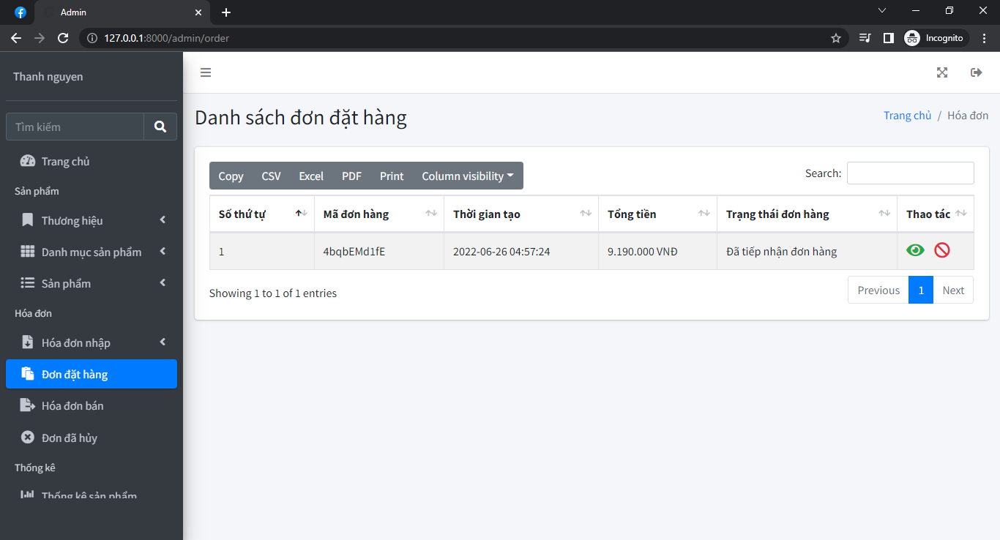 Admin
127.0.0.1:8000/admin/order
Incognito
Thanh nguyen
Tìm kiếm
Trang chủ
Sản phẩm
Thương hiệu
Danh mục sản phẩm
Sản phẩm
Hóa đơn
Hóa đơn nhập
Đơn đặt hàng
Hóa đơn bán
Đơn đã hủy
Thống kê
Thống kê sản phẩm
Danh sách đơn đặt hàng
Trang chủ / Hóa đơn
Copy CSV Excel PDF Print Column visibility
Search:
Số thứ tự Mã đơn hàng Thời gian tạo Tổng tiền Trạng thái đơn hàng Thao tác
1 4bqbEMd1fE 2022-06-26 04:57:24 9.190.000 VNĐ Đã tiếp nhận đơn hàng
Showing 1 to 1 of 1 entries
Previous 1 Next